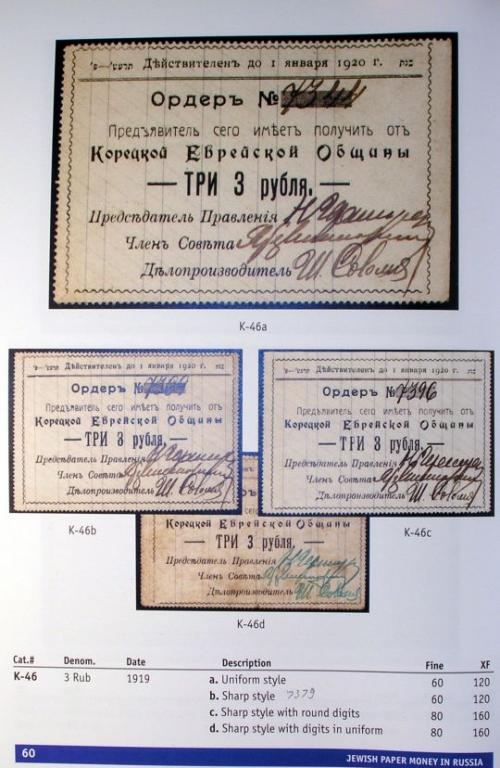 Дѣйствителенъ до 1 января 1920 г.
Ордеръ № 7344
Предъявитель сего имѣетъ получить отъ
Корецкой Еврейской Общины
— ТРИ 3 рубля. —
Предсѣдатель Правленія
Членъ Совѣта
Дѣлопроизводитель Ш.
K-46a
Дѣйствителенъ до 1 января 1920 г.
Ордеръ №
Предъявитель сего имѣетъ получить отъ
Корецкой Еврейской Общины
— ТРИ 3 рубля. —
Предсѣдатель Правленія
Членъ Совѣта
Дѣлопроизводитель Ш.
K-46b
Дѣйствителенъ до 1 января 1920 г.
Ордеръ № 7396
Предъявитель сего имѣетъ получить отъ
Корецкой Еврейской Общины
— ТРИ 3 рубля. —
Предсѣдатель Правленія
Членъ Совѣта
Дѣлопроизводитель Ш.
K-46c
Корецкой Еврейской Общины
— ТРИ 3 рубля. —
Предсѣдатель Правленія
Членъ Совѣта
Дѣлопроизводитель Ш.
K-46d
Cat.# Denom. Date Description Fine XF
K-46 3 Rub 1919 a. Uniform style 60 120
b. Sharp style 7379 60 120
c. Sharp style with round digits 80 160
d. Sharp style with digits in uniform 80 160
60 JEWISH PAPER MONEY IN RUSSIA